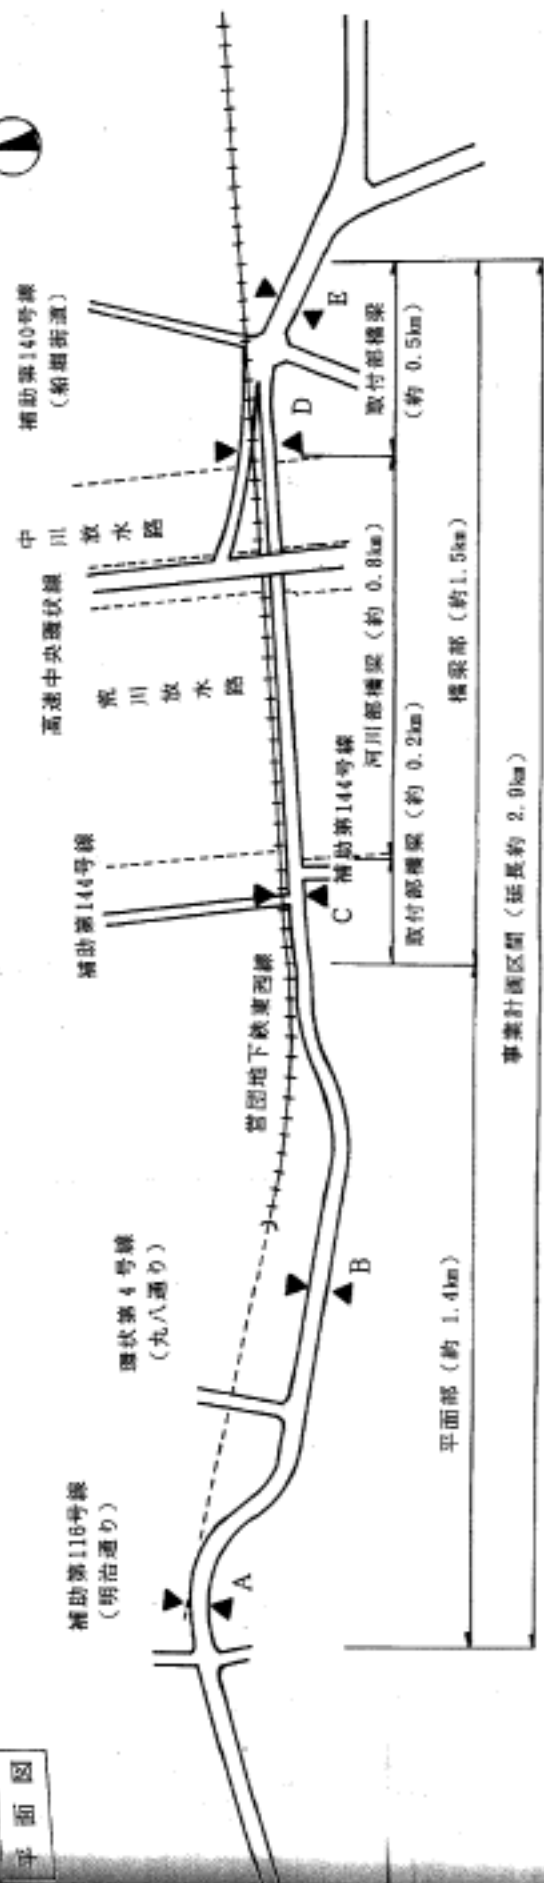 平面図
補助第116号線
(明治通り)
環状第4号線
(丸八通り)
営団地下鉄東西線
補助第144号線
荒川放水路
高速中央環状線
中川放水路
補助第140号線
(船堀街道)
A
B
C
補助第144号線
D
E
取付部橋梁(約 0.2km)
河川部橋梁(約 0.8km)
取付部橋梁
(約 0.5km)
平面部(約 1.4km)
橋梁部(約1.5km)
事業計画区間(延長約 2.9km)